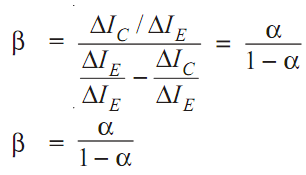 β = (ΔI_C / ΔI_E) / (ΔI_E/ΔI_E − ΔI_C/ΔI_E) = α / (1 − α)
β = α / (1 − α)